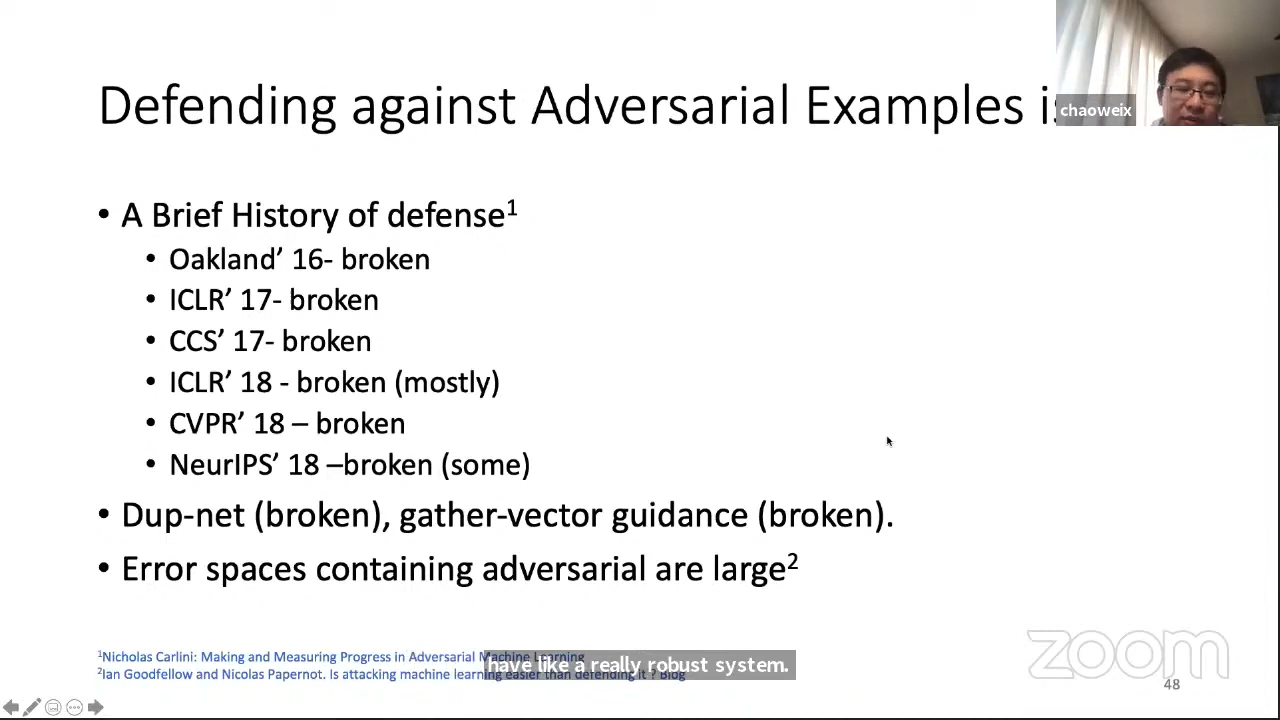 Defending against Adversarial Examples is
chaoweix
• A Brief History of defense1
• Oakland’ 16- broken
• ICLR’ 17- broken
• CCS’ 17- broken
• ICLR’ 18 - broken (mostly)
• CVPR’ 18 – broken
• NeurIPS’ 18 –broken (some)
• Dup-net (broken), gather-vector guidance (broken).
• Error spaces containing adversarial are large2
1Nicholas Carlini: Making and Measuring Progress in Adversarial Machine Learning
have like a really robust system.
2Ian Goodfellow and Nicolas Papernot. Is attacking machine learning easier than defending it ? Blog
zoom
48